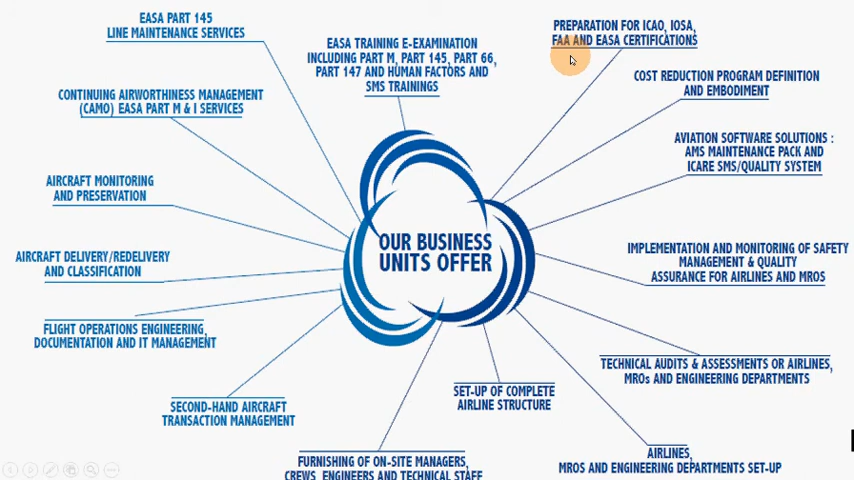 EASA PART 145
LINE MAINTENANCE SERVICES
EASA TRAINING E-EXAMINATION
INCLUDING PART M, PART 145, PART 66,
PART 147 AND HUMAN FACTORS AND
SMS TRAININGS
PREPARATION FOR ICAO, IOSA,
FAA AND EASA CERTIFICATIONS
COST REDUCTION PROGRAM DEFINITION
AND EMBODIMENT
CONTINUING AIRWORTHINESS MANAGEMENT
(CAMO) EASA PART M & I SERVICES
AVIATION SOFTWARE SOLUTIONS :
AMS MAINTENANCE PACK AND
ICARE SMS/QUALITY SYSTEM
AIRCRAFT MONITORING
AND PRESERVATION
OUR BUSINESS
UNITS OFFER
IMPLEMENTATION AND MONITORING OF SAFETY
MANAGEMENT & QUALITY
ASSURANCE FOR AIRLINES AND MROS
AIRCRAFT DELIVERY/REDELIVERY
AND CLASSIFICATION
FLIGHT OPERATIONS ENGINEERING,
DOCUMENTATION AND IT MANAGEMENT
TECHNICAL AUDITS & ASSESSMENTS OR AIRLINES,
MROs AND ENGINEERING DEPARTMENTS
SET-UP OF COMPLETE
AIRLINE STRUCTURE
SECOND-HAND AIRCRAFT
TRANSACTION MANAGEMENT
FURNISHING OF ON-SITE MANAGERS,
CREWS, ENGINEERS AND TECHNICAL STAFF
AIRLINES,
MROS AND ENGINEERING DEPARTMENTS SET-UP